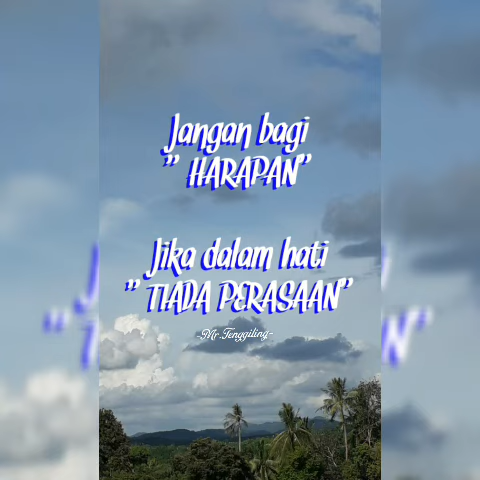 Jangan bagi
" HARAPAN"
Jika dalam hati
" TIADA PERASAAN"
-Mr.Tenggiling-